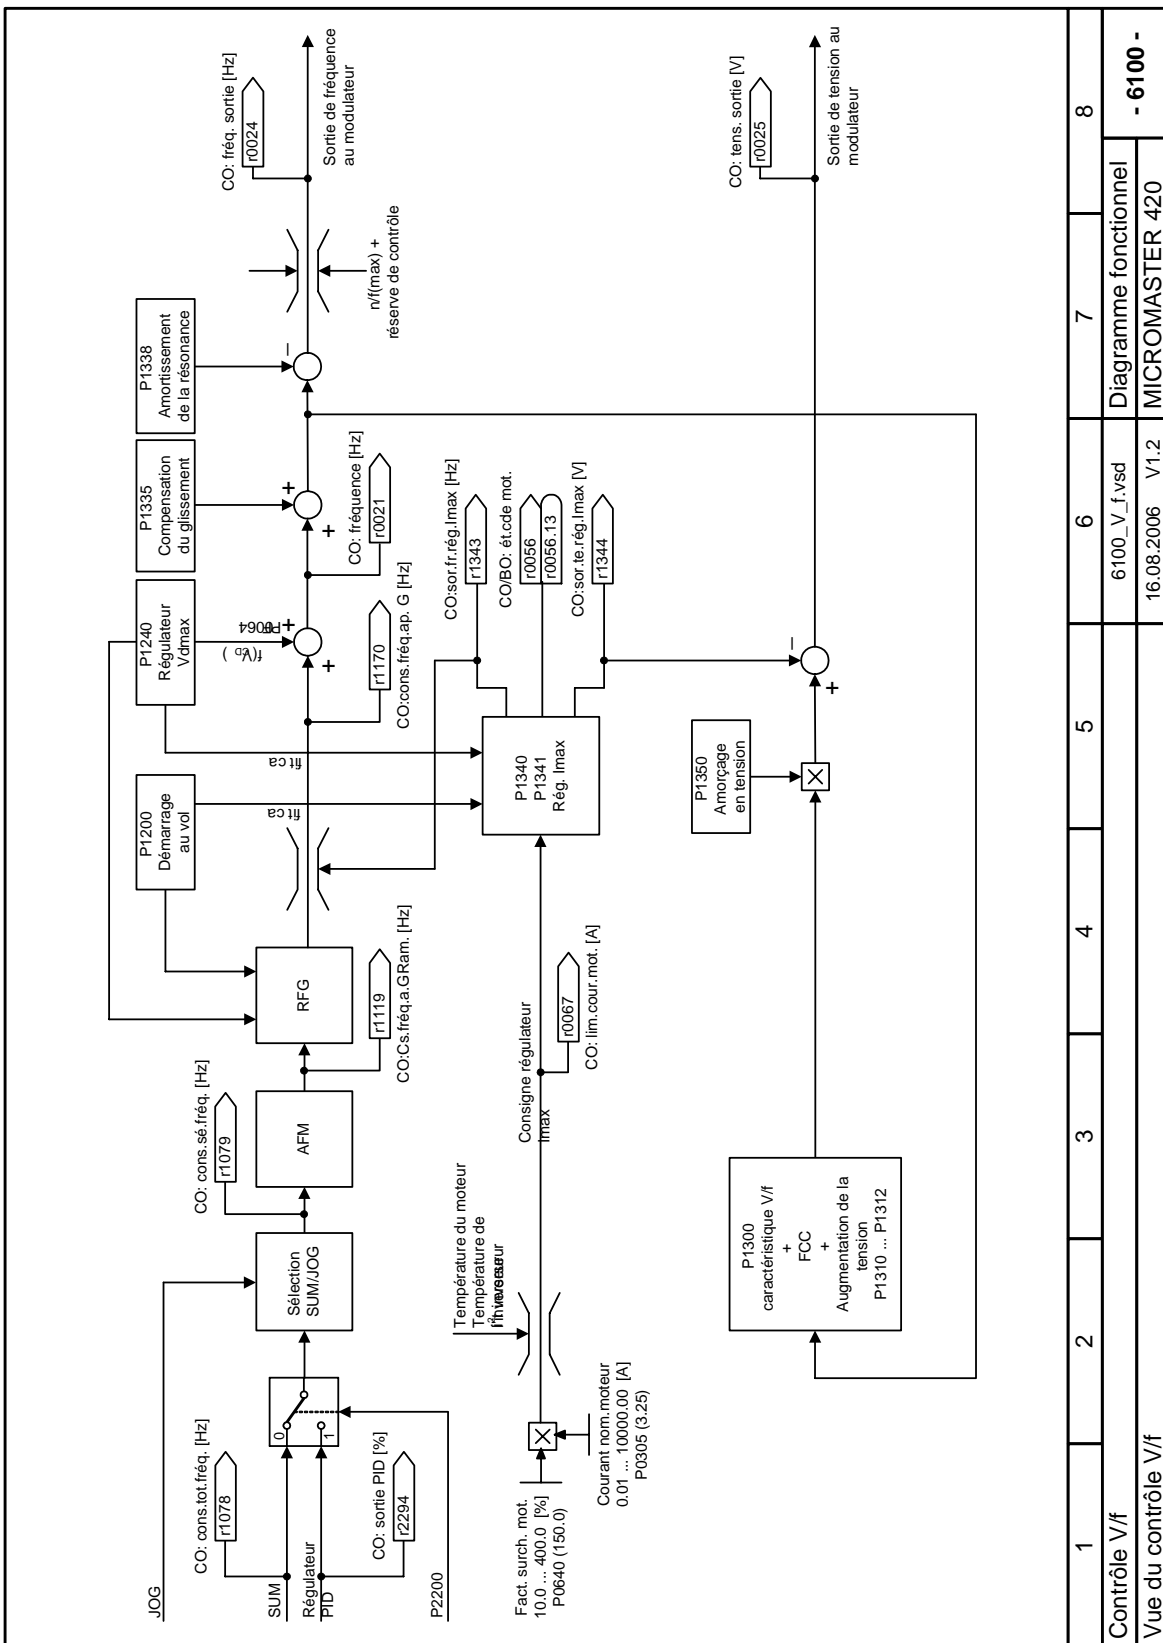 JOG
SUM
Régulateur
PID
P2200
CO: cons.tot.fréq. [Hz]
r1078
CO: sortie PID [%]
r2294
0
1
Sélection
SUM/JOG
CO: cons.sé.fréq. [Hz]
r1079
AFM
CO:Cs.fréq.a.GRam. [Hz]
r1119
RFG
P1200
Démarrage
au vol
P1240
Régulateur
Vdmax
P1335
Compensation
du glissement
P1338
Amortissement
de la résonance
CO:cons.fréq.ap. G [Hz]
r1170
+
+
CO: fréquence [Hz]
r0021
+
+
–
n/f(max) +
réserve de contrôle
CO: fréq. sortie [Hz]
r0024
Sortie de fréquence
au modulateur
Fact. surch. mot.
10.0 ... 400.0 [%]
P0640 (150.0)
Courant nom.moteur
0.01 ... 10000.00 [A]
P0305 (3.25)
Température du moteur
Température de
Consigne régulateur
Imax
r0067
CO: lim.cour.mot. [A]
P1340
P1341
Rég. Imax
CO:sor.fr.rég.Imax [Hz]
r1343
CO/BO: ét.cde mot.
r0056
r0056.13
CO:sor.te.rég.Imax [V]
r1344
P1300
caractéristique V/f
+
FCC
+
Augmentation de la
tension
P1310 ... P1312
P1350
Amorçage
en tension
+
–
CO: tens. sortie [V]
r0025
Sortie de tension au
modulateur
1 2 3 4 5 6 7 8
Contrôle V/f
6100_V_f.vsd
Diagramme fonctionnel
- 6100 -
Vue du contrôle V/f
16.08.2006 V1.2
MICROMASTER 420